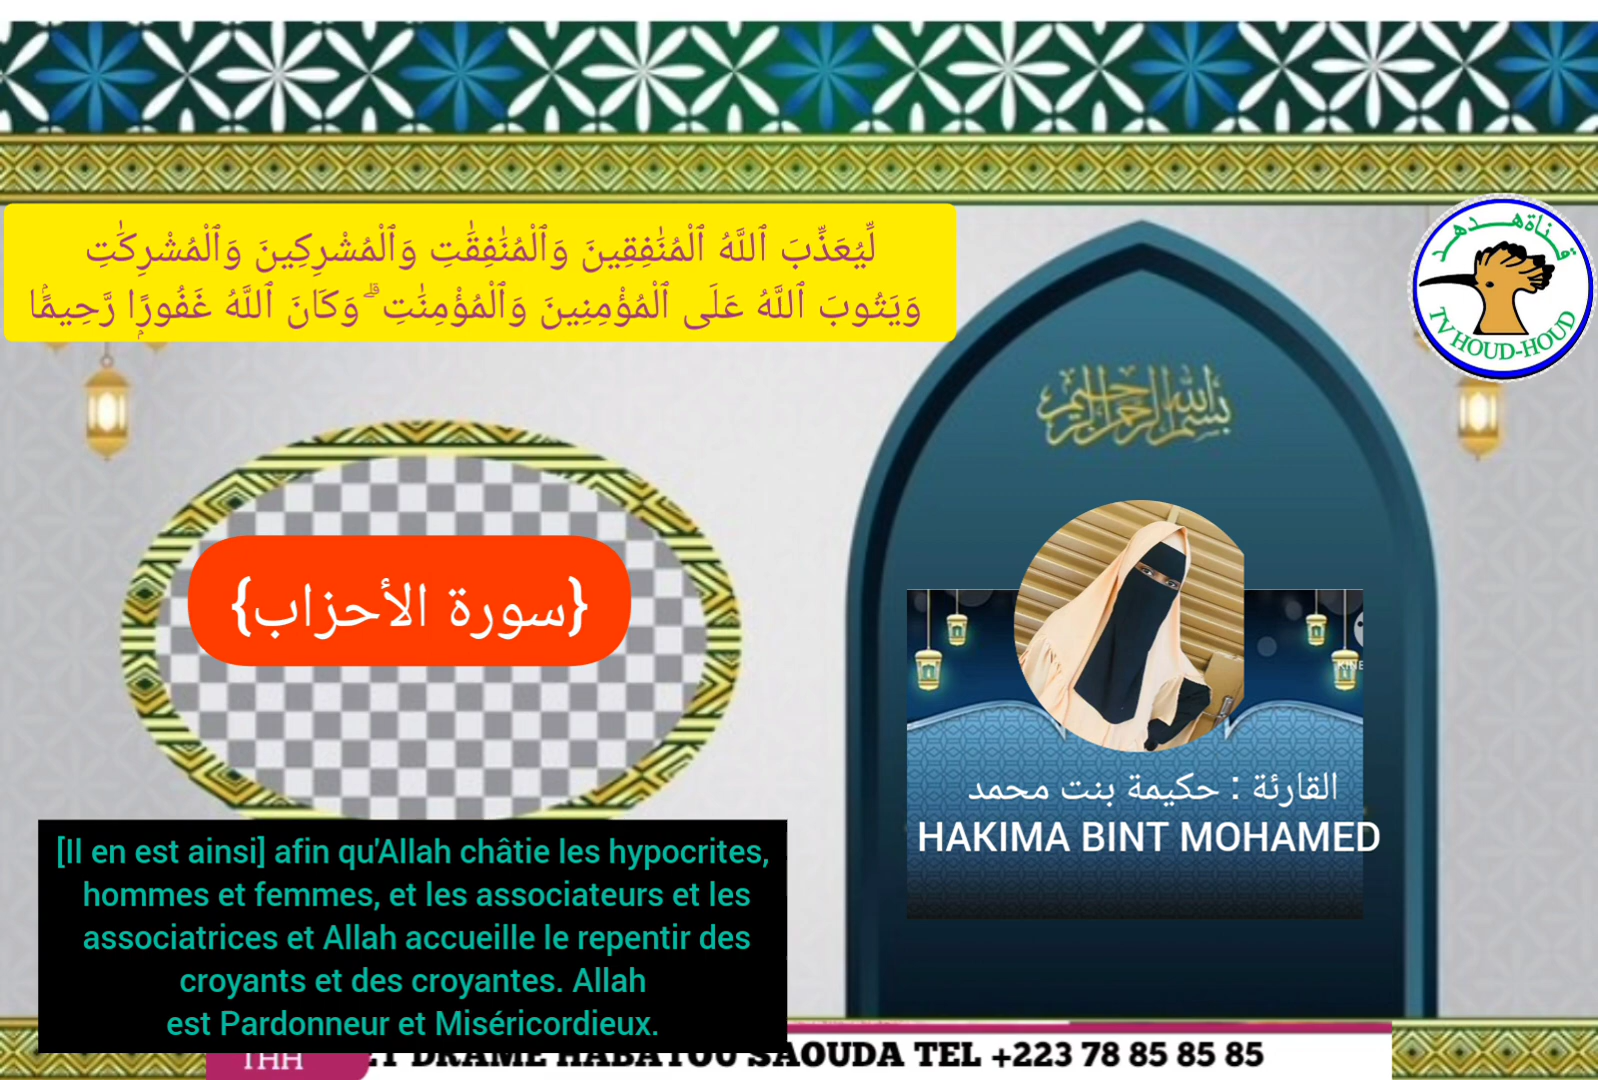 لِّيُعَذِّبَ ٱللَّهُ ٱلْمُنَٰفِقِينَ وَٱلْمُنَٰفِقَٰتِ وَٱلْمُشْرِكِينَ وَٱلْمُشْرِكَٰتِ
وَيَتُوبَ ٱللَّهُ عَلَى ٱلْمُؤْمِنِينَ وَٱلْمُؤْمِنَٰتِ ۗ وَكَانَ ٱللَّهُ غَفُورًۭا رَّحِيمًۢا
قناة هدهد
TV HOUD-HOUD
بسم الله الرحمن الرحيم
{سورة الأحزاب}
القارئة : حكيمة بنت محمد
HAKIMA BINT MOHAMED
[Il en est ainsi] afin qu'Allah châtie les hypocrites,
hommes et femmes, et les associateurs et les
associatrices et Allah accueille le repentir des
croyants et des croyantes. Allah
est Pardonneur et Miséricordieux.
THH
ET DRAME HABATOU SAOUDA TEL +223 78 85 85 85